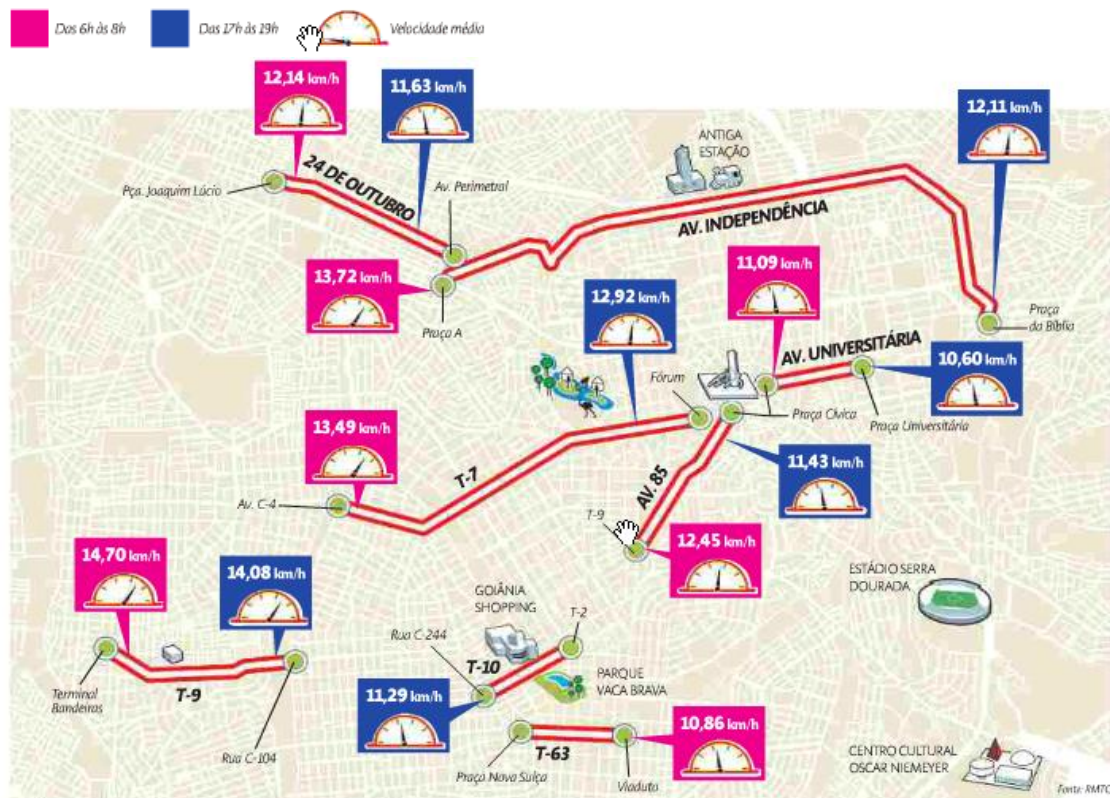 Das 6h às 8h
Das 17h às 19h
Velocidade média
12,14 km/h
11,63 km/h
12,11 km/h
ANTIGA
ESTAÇÃO
24 DE OUTUBRO
Pça. Joaquim Lúcio
Av. Perimetral
AV. INDEPENDÊNCIA
13,72 km/h
11,09 km/h
12,92 km/h
Praça A
Praça
da Bíblia
AV. UNIVERSITÁRIA
10,60 km/h
Fórum
Praça Cívica
Praça Universitária
13,49 km/h
T-7
AV. 85
11,43 km/h
Av. C-4
T-9
12,45 km/h
14,70 km/h
14,08 km/h
GOIÂNIA
SHOPPING
ESTÁDIO SERRA
DOURADA
T-2
Rua C-244
T-10
PARQUE
VACA BRAVA
Terminal
Bandeiras
T-9
11,29 km/h
10,86 km/h
Rua C-104
T-63
Praça Nova Suíça
Viaduto
CENTRO CULTURAL
OSCAR NIEMEYER
Fonte: RMTC